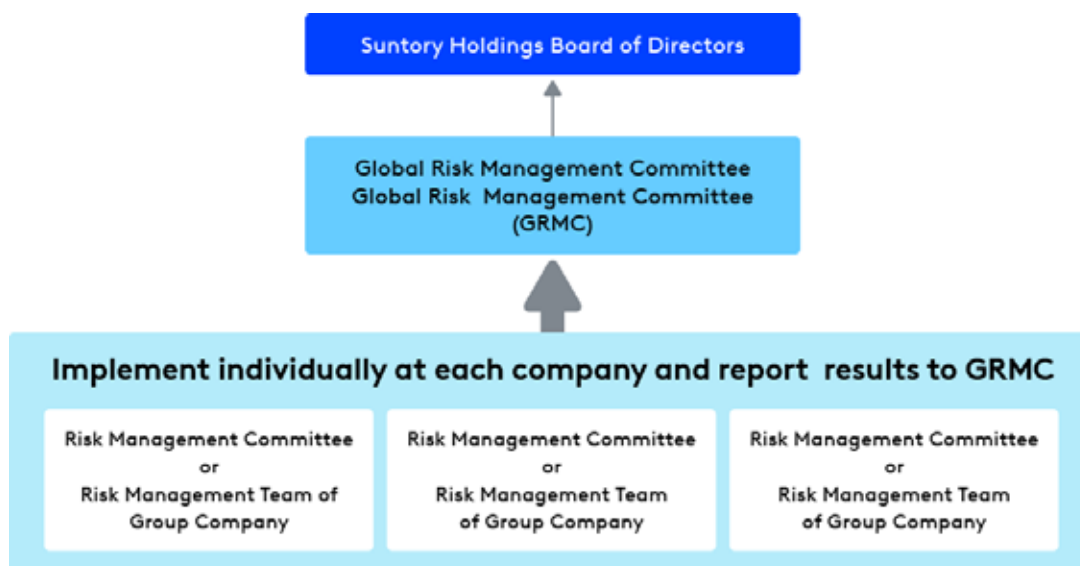 Suntory Holdings Board of Directors
Global Risk Management Committee
Global Risk Management Committee
(GRMC)
Implement individually at each company and report results to GRMC
Risk Management Committee
or
Risk Management Team of
Group Company
Risk Management Committee
or
Risk Management Team
of Group Company
Risk Management Committee
or
Risk Management Team
of Group Company